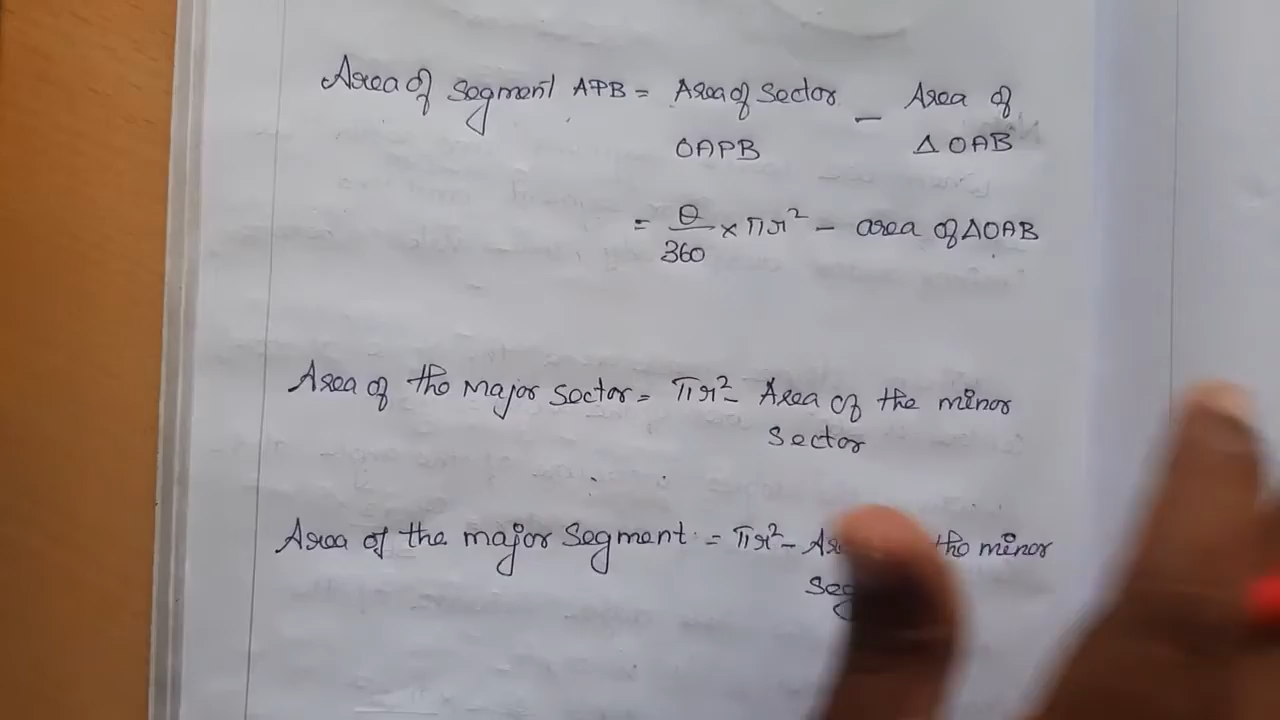 Area of Segment APB = Area of Sector - Area of
OAPB ΔOAB
= θ/360 × πr² - area of ΔOAB
Area of the Major Sector = πr² - Area of the minor
Sector
Area of the major Segment = πr² - the minor